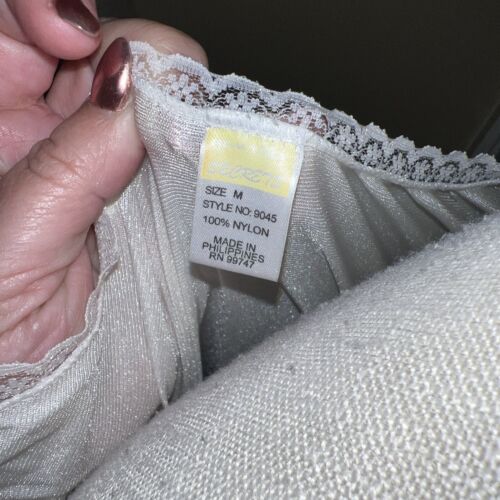 SIZE M
STYLE NO: 9045
100% NYLON
MADE IN
PHILIPPINES
RN 99747